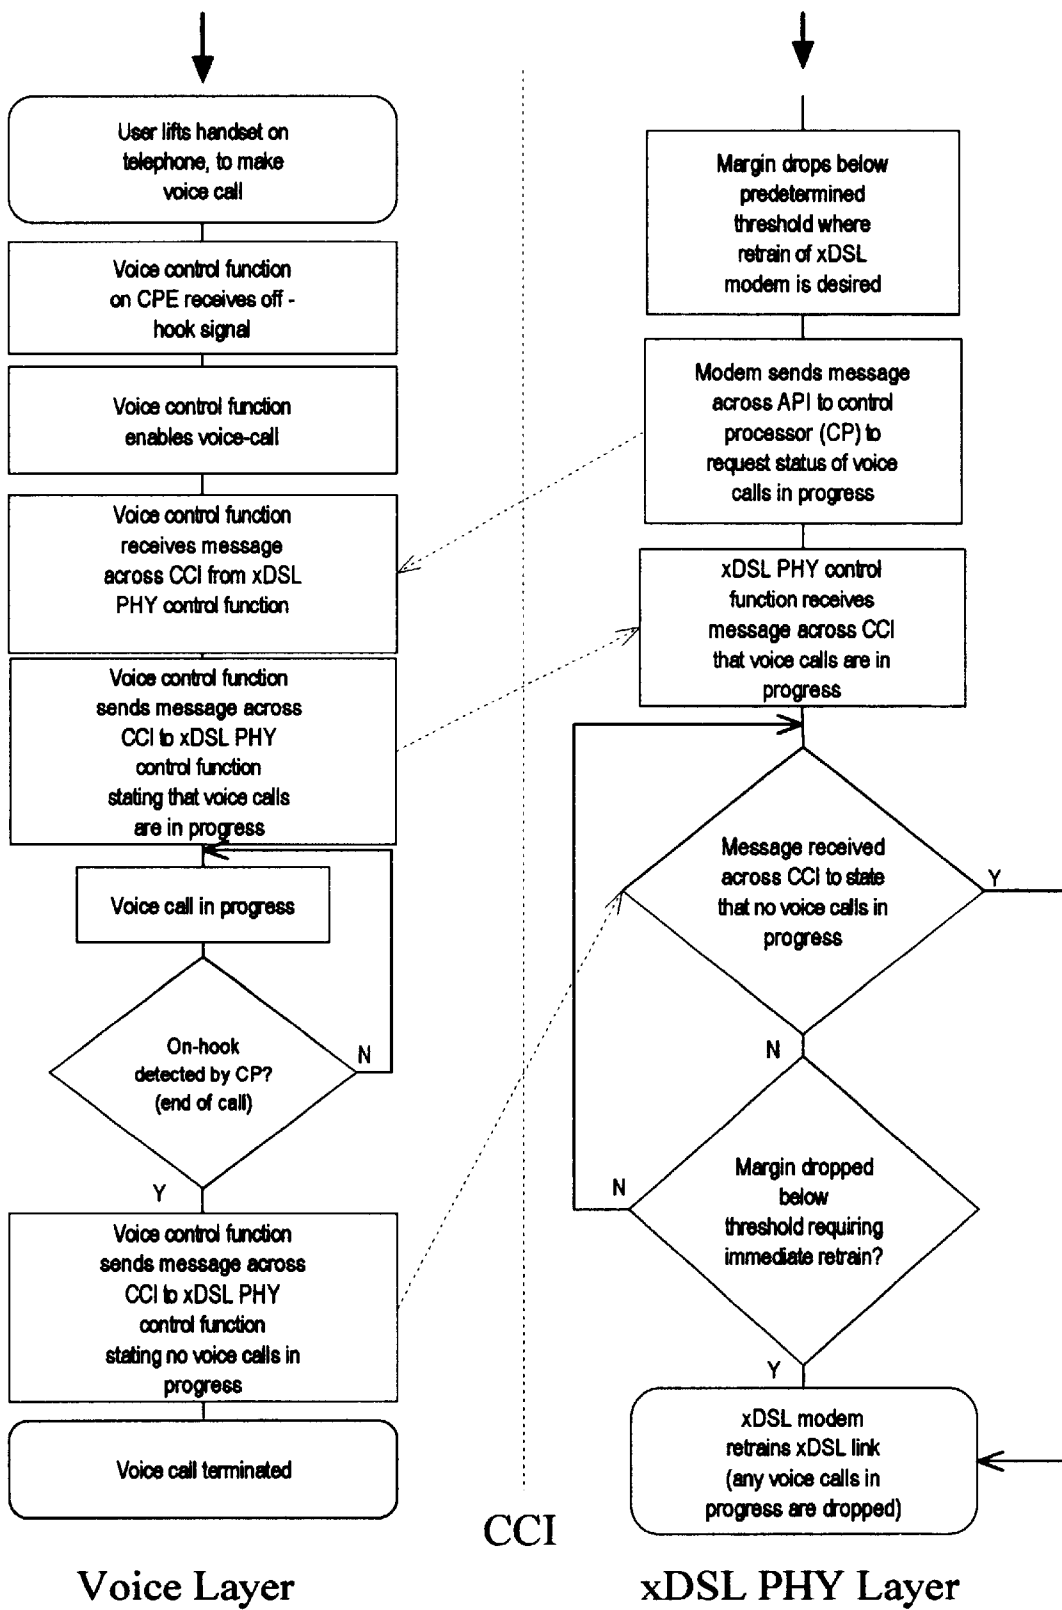 User lifts handset on
telephone, to make
voice call
Voice control function
on CPE receives off -
hook signal
Voice control function
enables voice-call
Voice control function
receives message
across CCI from xDSL
PHY control function
Voice control function
sends message across
CCI to xDSL PHY
control function
stating that voice calls
are in progress
Voice call in progress
On-hook
detected by CP?
(end of call)
N
Y
Voice control function
sends message across
CCI to xDSL PHY
control function
stating no voice calls in
progress
Voice call terminated
Voice Layer
CCI
Margin drops below
predetermined
threshold where
retrain of xDSL
modem is desired
Modem sends message
across API to control
processor (CP) to
request status of voice
calls in progress
xDSL PHY control
function receives
message across CCI
that voice calls are in
progress
Message received
across CCI to state
that no voice calls in
progress
Y
N
Margin dropped
below
threshold requiring
immediate retrain?
N
Y
xDSL modem
retrains xDSL link
(any voice calls in
progress are dropped)
xDSL PHY Layer